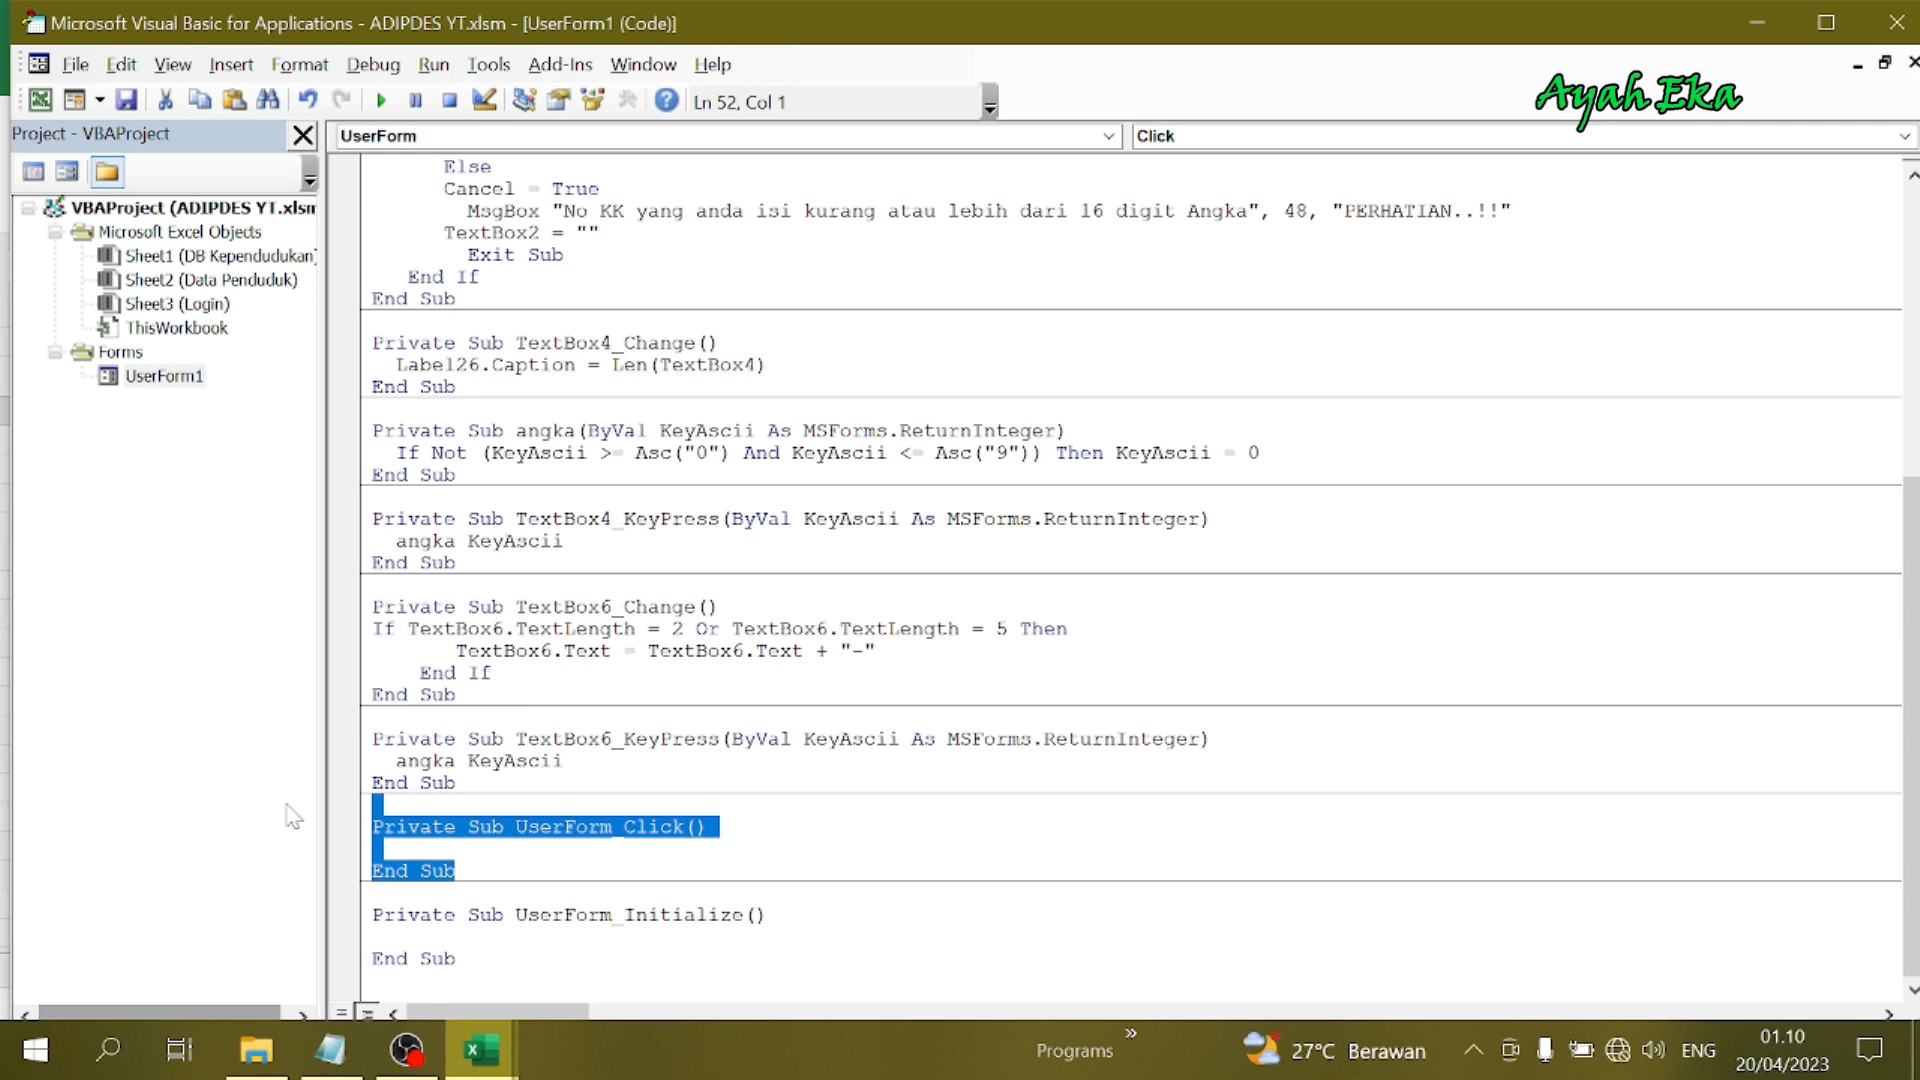 Microsoft Visual Basic for Applications - ADIPDES YT.xlsm - [UserForm1 (Code)]
File Edit View Insert Format Debug Run Tools Add-Ins Window Help
Ayah Eka
Ln 52, Col 1
Project - VBAProject
UserForm
Click
VBAProject (ADIPDES YT.xlsm
Microsoft Excel Objects
Sheet1 (DB Kependudukan)
Sheet2 (Data Penduduk)
Sheet3 (Login)
ThisWorkbook
Forms
UserForm1
Else
Cancel = True
MsgBox "No KK yang anda isi kurang atau lebih dari 16 digit Angka", 48, "PERHATIAN..!!"
TextBox2 = ""
Exit Sub
End If
End Sub
Private Sub TextBox4_Change()
Label26.Caption = Len(TextBox4)
End Sub
Private Sub angka(ByVal KeyAscii As MSForms.ReturnInteger)
If Not (KeyAscii >= Asc("0") And KeyAscii <= Asc("9")) Then KeyAscii = 0
End Sub
Private Sub TextBox4_KeyPress(ByVal KeyAscii As MSForms.ReturnInteger)
angka KeyAscii
End Sub
Private Sub TextBox6_Change()
If TextBox6.TextLength = 2 Or TextBox6.TextLength = 5 Then
TextBox6.Text = TextBox6.Text + "-"
End If
End Sub
Private Sub TextBox6_KeyPress(ByVal KeyAscii As MSForms.ReturnInteger)
angka KeyAscii
End Sub
Private Sub UserForm_Click()
End Sub
Private Sub UserForm_Initialize()
End Sub
Programs
27°C Berawan
ENG
01.10
20/04/2023